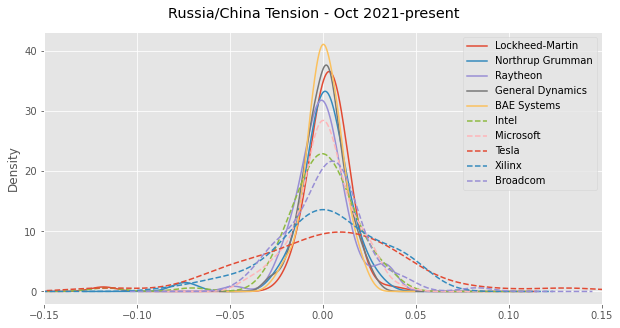 Russia/China Tension - Oct 2021-present
Lockheed-Martin
Northrup Grumman
Raytheon
General Dynamics
BAE Systems
Intel
Microsoft
Tesla
Xilinx
Broadcom
Density
40
30
20
10
0
−0.15
−0.10
−0.05
0.00
0.05
0.10
0.15